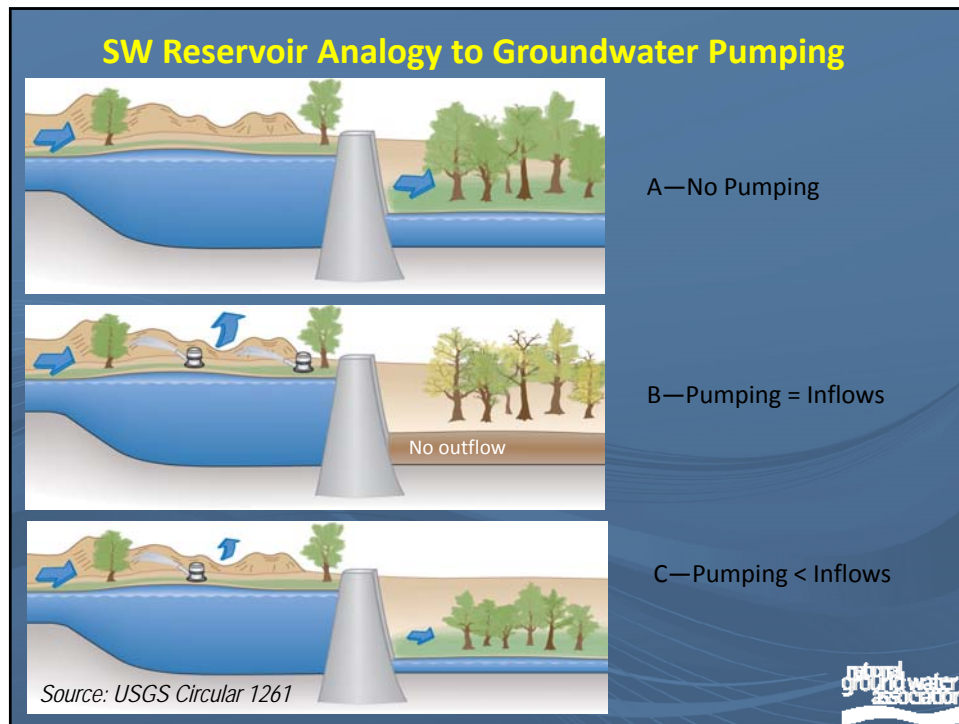 SW Reservoir Analogy to Groundwater Pumping
A—No Pumping
No outflow
B—Pumping = Inflows
C—Pumping < Inflows
Source: USGS Circular 1261
national
ground water
association